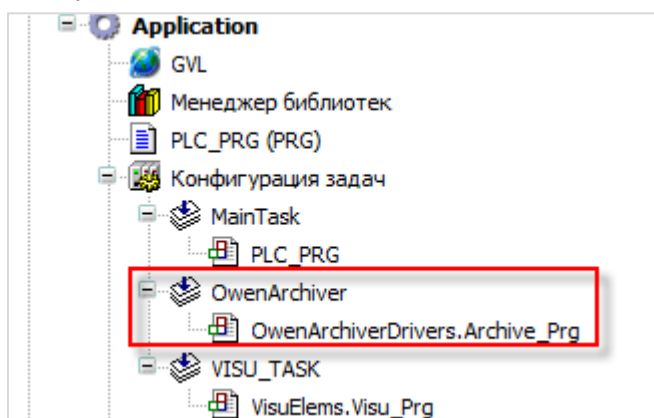 Application
GVL
Менеджер библиотек
PLC_PRG (PRG)
Конфигурация задач
MainTask
PLC_PRG
OwenArchiver
OwenArchiverDrivers.Archive_Prg
VISU_TASK
VisuElems.Visu_Prg